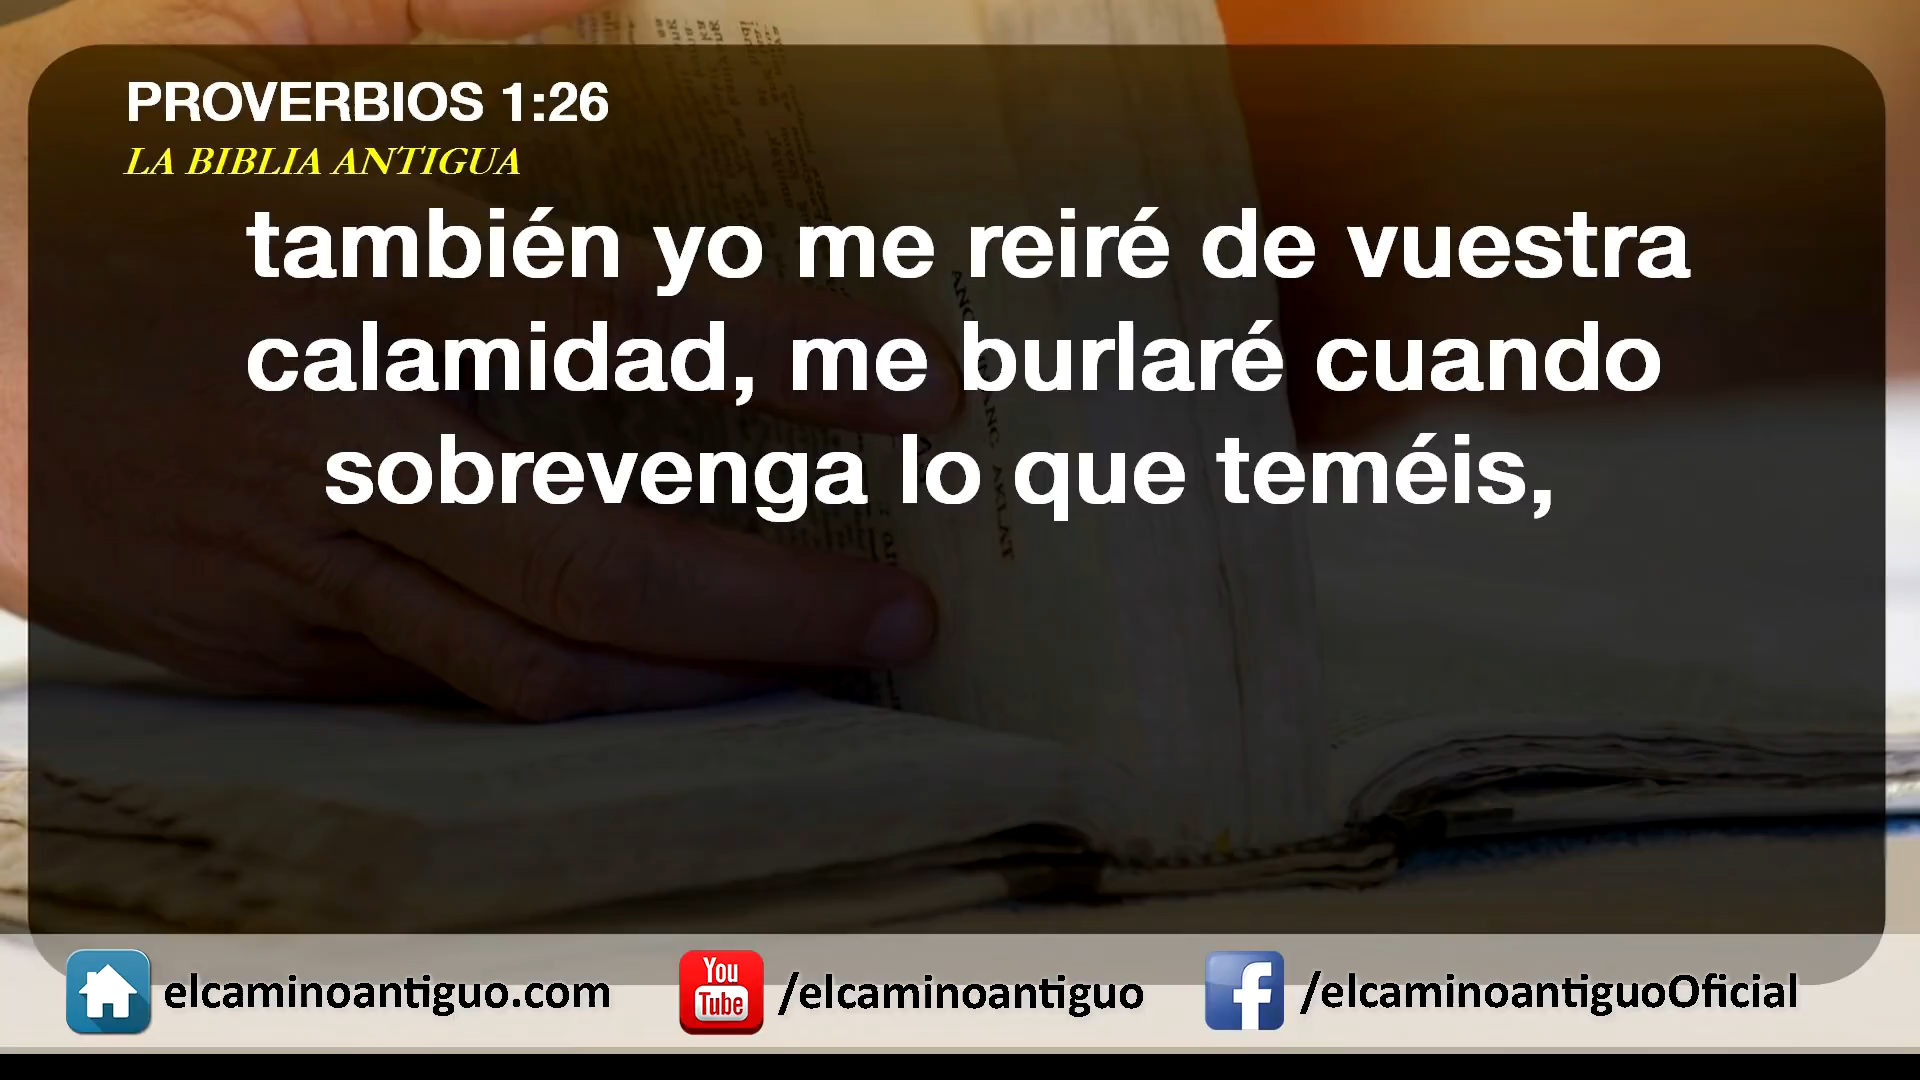 PROVERBIOS 1:26
LA BIBLIA ANTIGUA
también yo me reiré de vuestra
calamidad, me burlaré cuando
sobrevenga lo que teméis,
elcaminoantiguo.com
You
Tube
/elcaminoantiguo
/elcaminoantiguoOficial